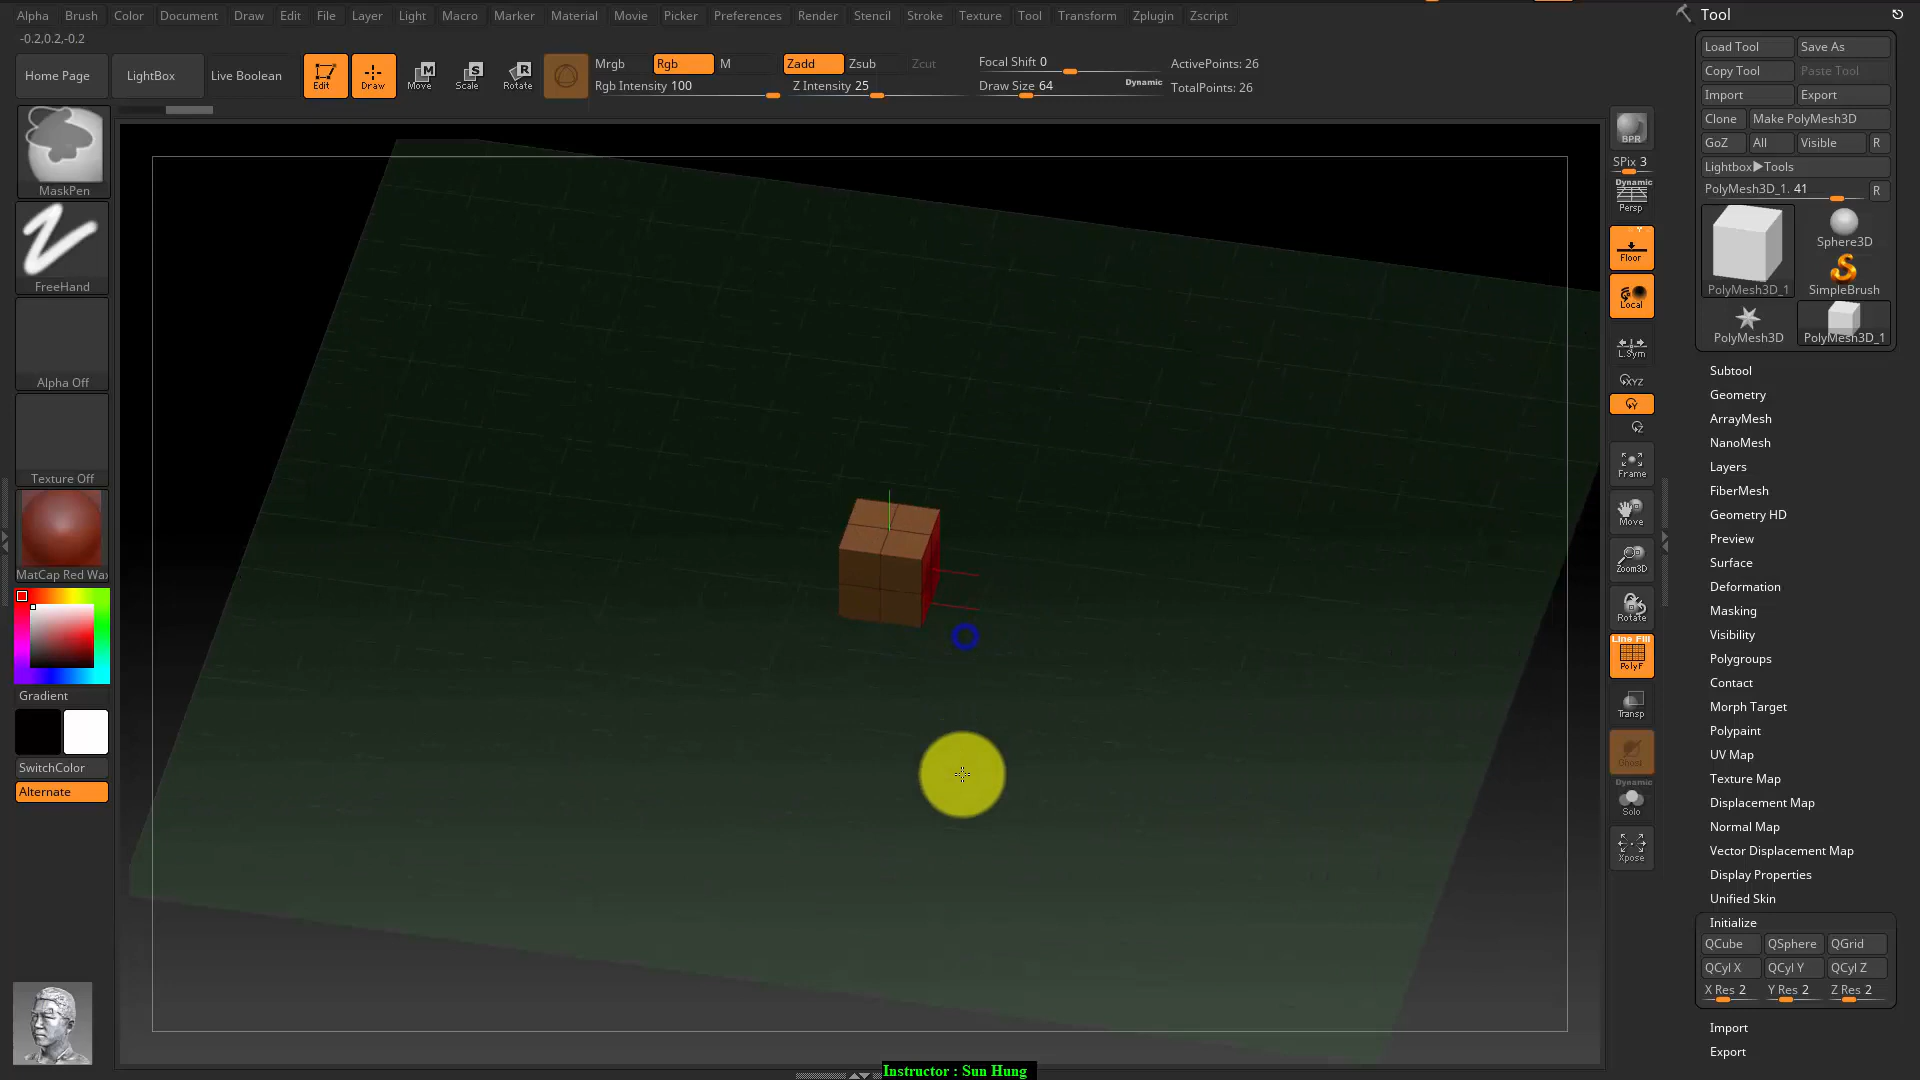 Alpha Brush Color Document Draw Edit File Layer Light Macro Marker Material Movie Picker Preferences Render Stencil Stroke Texture Tool Transform Zplugin Zscript
-0.2,0.2,-0.2
Home Page LightBox Live Boolean Edit Draw Move Scale Rotate
Mrgb Rgb M Zadd Zsub Zcut
Rgb Intensity 100 Z Intensity 25
Focal Shift 0
Draw Size 64 Dynamic
ActivePoints: 26
TotalPoints: 26
MaskPen
FreeHand
Alpha Off
Texture Off
MatCap Red Wax
Gradient
SwitchColor
Alternate
BPR
SPix 3
Dynamic
Persp
Floor
Local
L.Sym
XYZ
Y
Z
Frame
Move
Zoom3D
Rotate
Line Fill
PolyF
Transp
Ghost
Dynamic
Solo
Xpose
Tool
Load Tool Save As
Copy Tool Paste Tool
Import Export
Clone Make PolyMesh3D
GoZ All Visible R
Lightbox▶Tools
PolyMesh3D_1. 41 R
PolyMesh3D_1
Sphere3D
SimpleBrush
PolyMesh3D
PolyMesh3D_1
Subtool
Geometry
ArrayMesh
NanoMesh
Layers
FiberMesh
Geometry HD
Preview
Surface
Deformation
Masking
Visibility
Polygroups
Contact
Morph Target
Polypaint
UV Map
Texture Map
Displacement Map
Normal Map
Vector Displacement Map
Display Properties
Unified Skin
Initialize
QCube QSphere QGrid
QCyl X QCyl Y QCyl Z
X Res 2 Y Res 2 Z Res 2
Import
Export
Instructor : Sun Hung